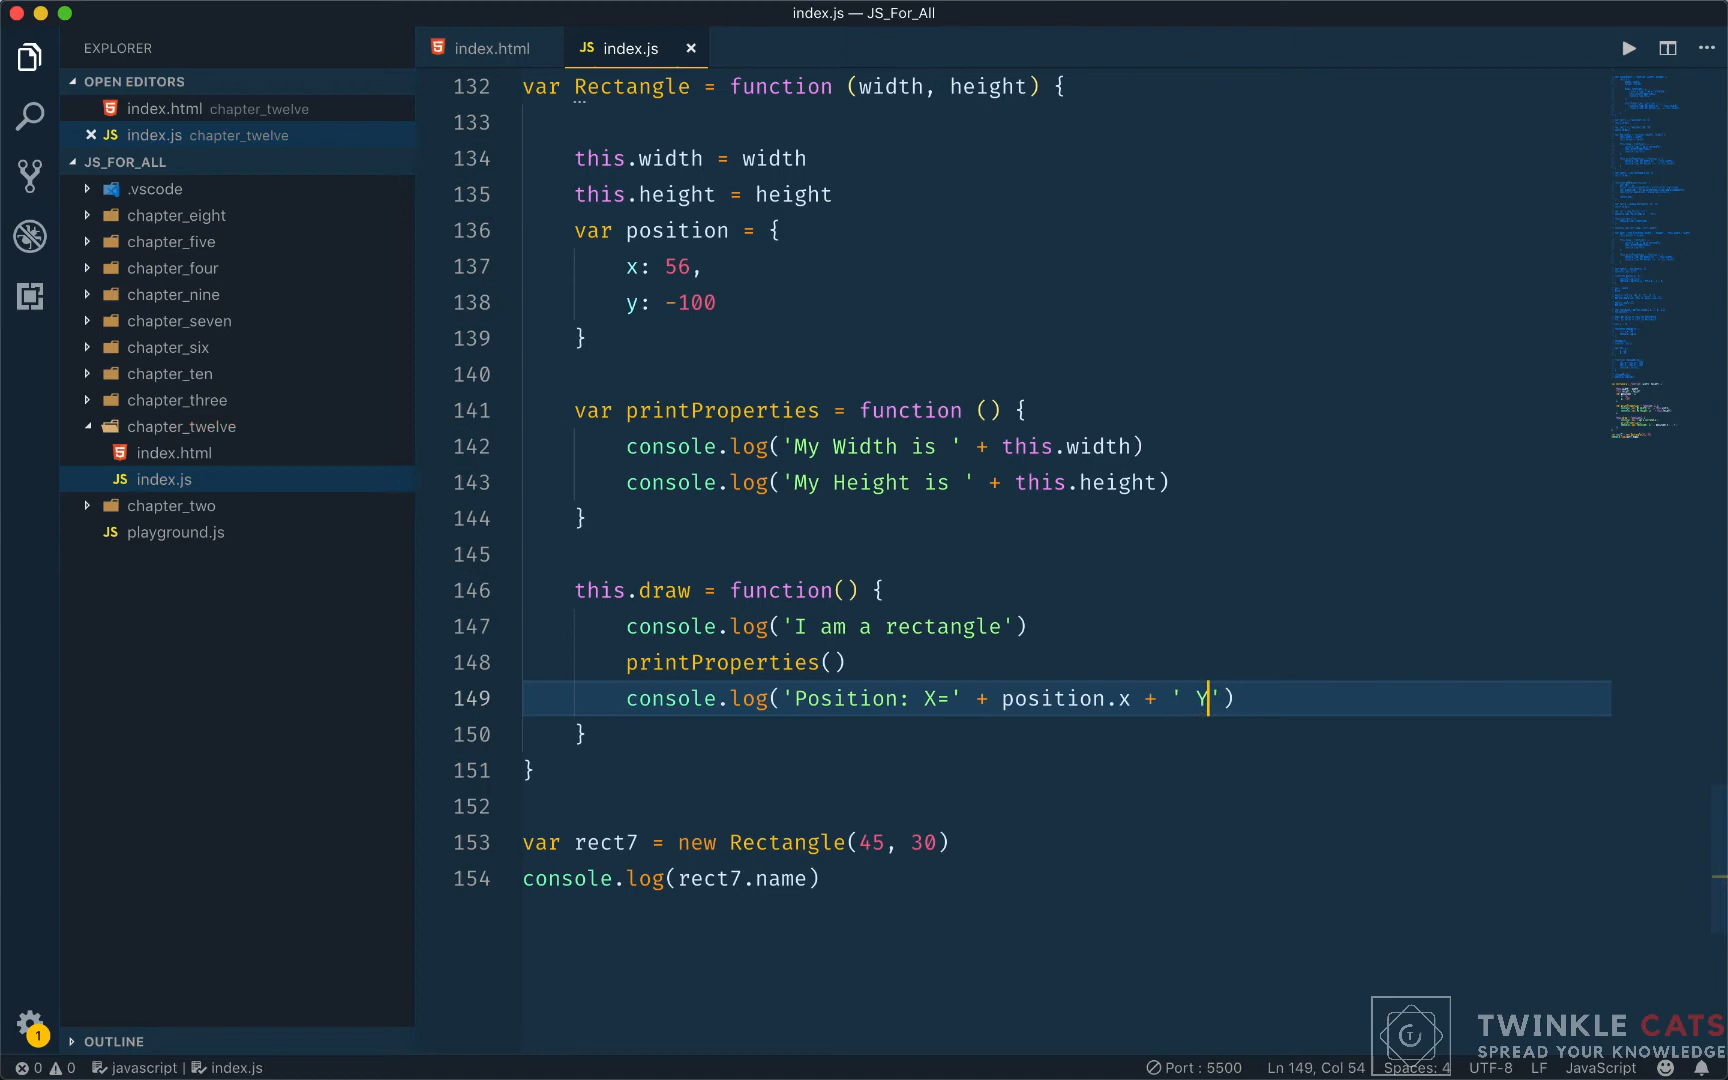 index.js — JS_For_All
EXPLORER
OPEN EDITORS
index.html chapter_twelve
JS index.js chapter_twelve
JS_FOR_ALL
.vscode
chapter_eight
chapter_five
chapter_four
chapter_nine
chapter_seven
chapter_six
chapter_ten
chapter_three
chapter_twelve
index.html
JS index.js
chapter_two
JS playground.js
OUTLINE
index.html
JS index.js
132 var Rectangle = function (width, height) {
133
134 this.width = width
135 this.height = height
136 var position = {
137 x: 56,
138 y: -100
139 }
140
141 var printProperties = function () {
142 console.log('My Width is ' + this.width)
143 console.log('My Height is ' + this.height)
144 }
145
146 this.draw = function() {
147 console.log('I am a rectangle')
148 printProperties()
149 console.log('Position: X=' + position.x + ' Y')
150 }
151 }
152
153 var rect7 = new Rectangle(45, 30)
154 console.log(rect7.name)
TWINKLE CATS
SPREAD YOUR KNOWLEDGE
1
0 0 javascript | index.js
Port : 5500 Ln 149, Col 54 Spaces: 4 UTF-8 LF JavaScript